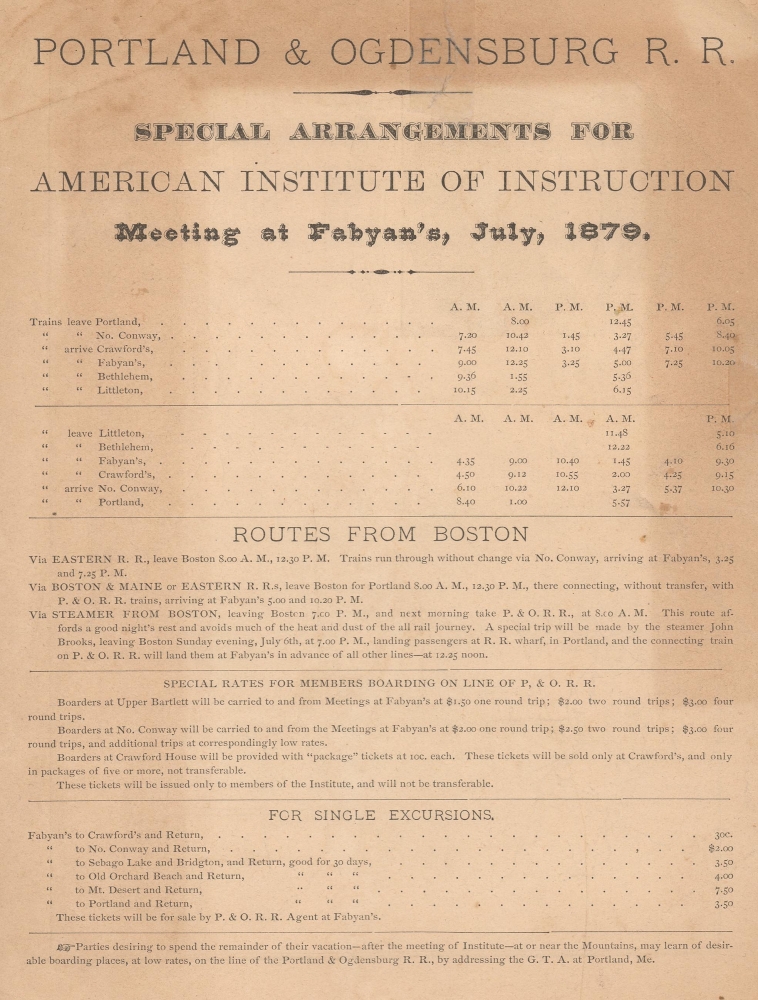 PORTLAND & OGDENSBURG R. R.
SPECIAL ARRANGEMENTS FOR
AMERICAN INSTITUTE OF INSTRUCTION
Meeting at Fabyan's, July, 1879.
A. M. A. M. P. M. P. M. P. M. P. M.
Trains leave Portland, 8.00 12.45 6.05
“ “ No. Conway, 7.20 10.42 1.45 3.27 5.45 8.40
“ arrive Crawford's, 7.45 12.10 3.10 4.47 7.10 10.05
“ “ Fabyan's, 9.00 12.25 3.25 5.00 7.25 10.20
“ “ Bethlehem, 9.36 1.55 5.36
“ “ Littleton, 10.15 2.25 6.15
A. M. A. M. A. M. A. M. P. M.
“ leave Littleton, 11.48 5.10
“ “ Bethlehem, 12.22 6.16
“ “ Fabyan's, 4.35 9.00 10.40 1.45 4.10 9.30
“ “ Crawford's, 4.50 9.12 10.55 2.00 4.25 9.15
“ arrive No. Conway, 6.10 10.22 12.10 3.27 5.37 10.30
“ “ Portland, 8.40 1.00 5.57
ROUTES FROM BOSTON
Via EASTERN R. R., leave Boston 8.00 A. M., 12.30 P. M. Trains run through without change via No. Conway, arriving at Fabyan's, 3.25
and 7.25 P. M.
Via BOSTON & MAINE or EASTERN R. R.s, leave Boston for Portland 8.00 A. M., 12.30 P. M., there connecting, without transfer, with
P. & O. R. R. trains, arriving at Fabyan's 5.00 and 10.20 P. M.
Via STEAMER FROM BOSTON, leaving Boston 7.00 P. M., and next morning take P. & O. R. R., at 8.00 A. M. This route af-
fords a good night's rest and avoids much of the heat and dust of the all rail journey. A special trip will be made by the steamer John
Brooks, leaving Boston Sunday evening, July 6th, at 7.00 P. M., landing passengers at R. R. wharf, in Portland, and the connecting train
on P. & O. R. R. will land them at Fabyan's in advance of all other lines—at 12.25 noon.
SPECIAL RATES FOR MEMBERS BOARDING ON LINE OF P, & O. R. R.
Boarders at Upper Bartlett will be carried to and from Meetings at Fabyan's at $1.50 one round trip; $2.00 two round trips; $3.00 four
round trips.
Boarders at No. Conway will be carried to and from the Meetings at Fabyan's at $2.00 one round trip; $2.50 two round trips; $3.00 four
round trips, and additional trips at correspondingly low rates.
Boarders at Crawford House will be provided with “package” tickets at 10c. each. These tickets will be sold only at Crawford's, and only
in packages of five or more, not transferable.
These tickets will be issued only to members of the Institute, and will not be transferable.
FOR SINGLE EXCURSIONS.
Fabyan's to Crawford's and Return, 30c.
“ to No. Conway and Return, $2.00
“ to Sebago Lake and Bridgton, and Return, good for 30 days, 3.50
“ to Old Orchard Beach and Return, “ “ “ 4.00
“ to Mt. Desert and Return, “ “ “ 7.50
“ to Portland and Return, “ “ “ 3.50
These tickets will be for sale by P. & O. R. R. Agent at Fabyan's.
☞Parties desiring to spend the remainder of their vacation—after the meeting of Institute—at or near the Mountains, may learn of desir-
able boarding places, at low rates, on the line of the Portland & Ogdensburg R. R., by addressing the G. T. A. at Portland, Me.